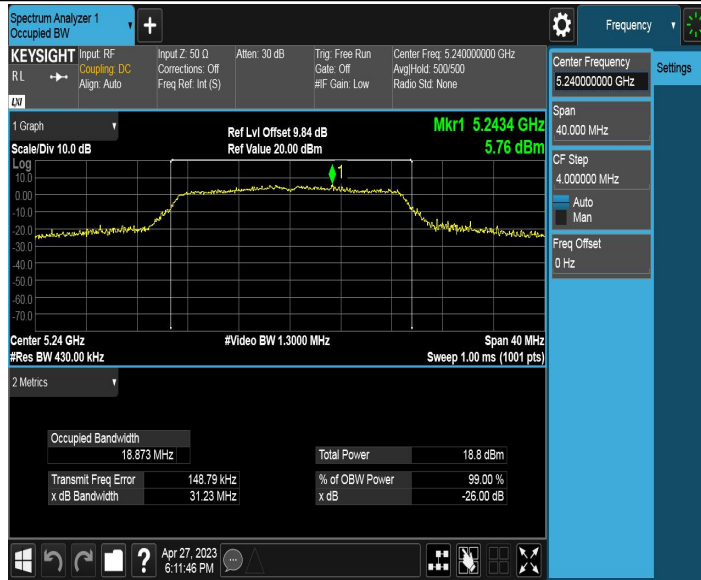 Spectrum Analyzer 1
Occupied BW
Frequency
KEYSIGHT
RL
LXI
Input: RF
Coupling: DC
Align: Auto
Input Z: 50 Ω
Corrections: Off
Freq Ref: Int (S)
Atten: 30 dB
Trig: Free Run
Gate: Off
#IF Gain: Low
Center Freq: 5.240000000 GHz
Avg|Hold: 500/500
Radio Std: None
Center Frequency
5.240000000 GHz
Settings
Span
40.000 MHz
CF Step
4.000000 MHz
Auto
Man
Freq Offset
0 Hz
1 Graph
Scale/Div 10.0 dB
Ref Lvl Offset 9.84 dB
Ref Value 20.00 dBm
Mkr1 5.2434 GHz
5.76 dBm
Log
10.0
0.00
-10.0
-20.0
-30.0
-40.0
-50.0
-60.0
-70.0
1
Center 5.24 GHz
#Res BW 430.00 kHz
#Video BW 1.3000 MHz
Span 40 MHz
Sweep 1.00 ms (1001 pts)
2 Metrics
Occupied Bandwidth
18.873 MHz
Total Power 18.8 dBm
Transmit Freq Error 148.79 kHz
% of OBW Power 99.00 %
x dB Bandwidth 31.23 MHz
x dB -26.00 dB
?
Apr 27, 2023
6:11:46 PM